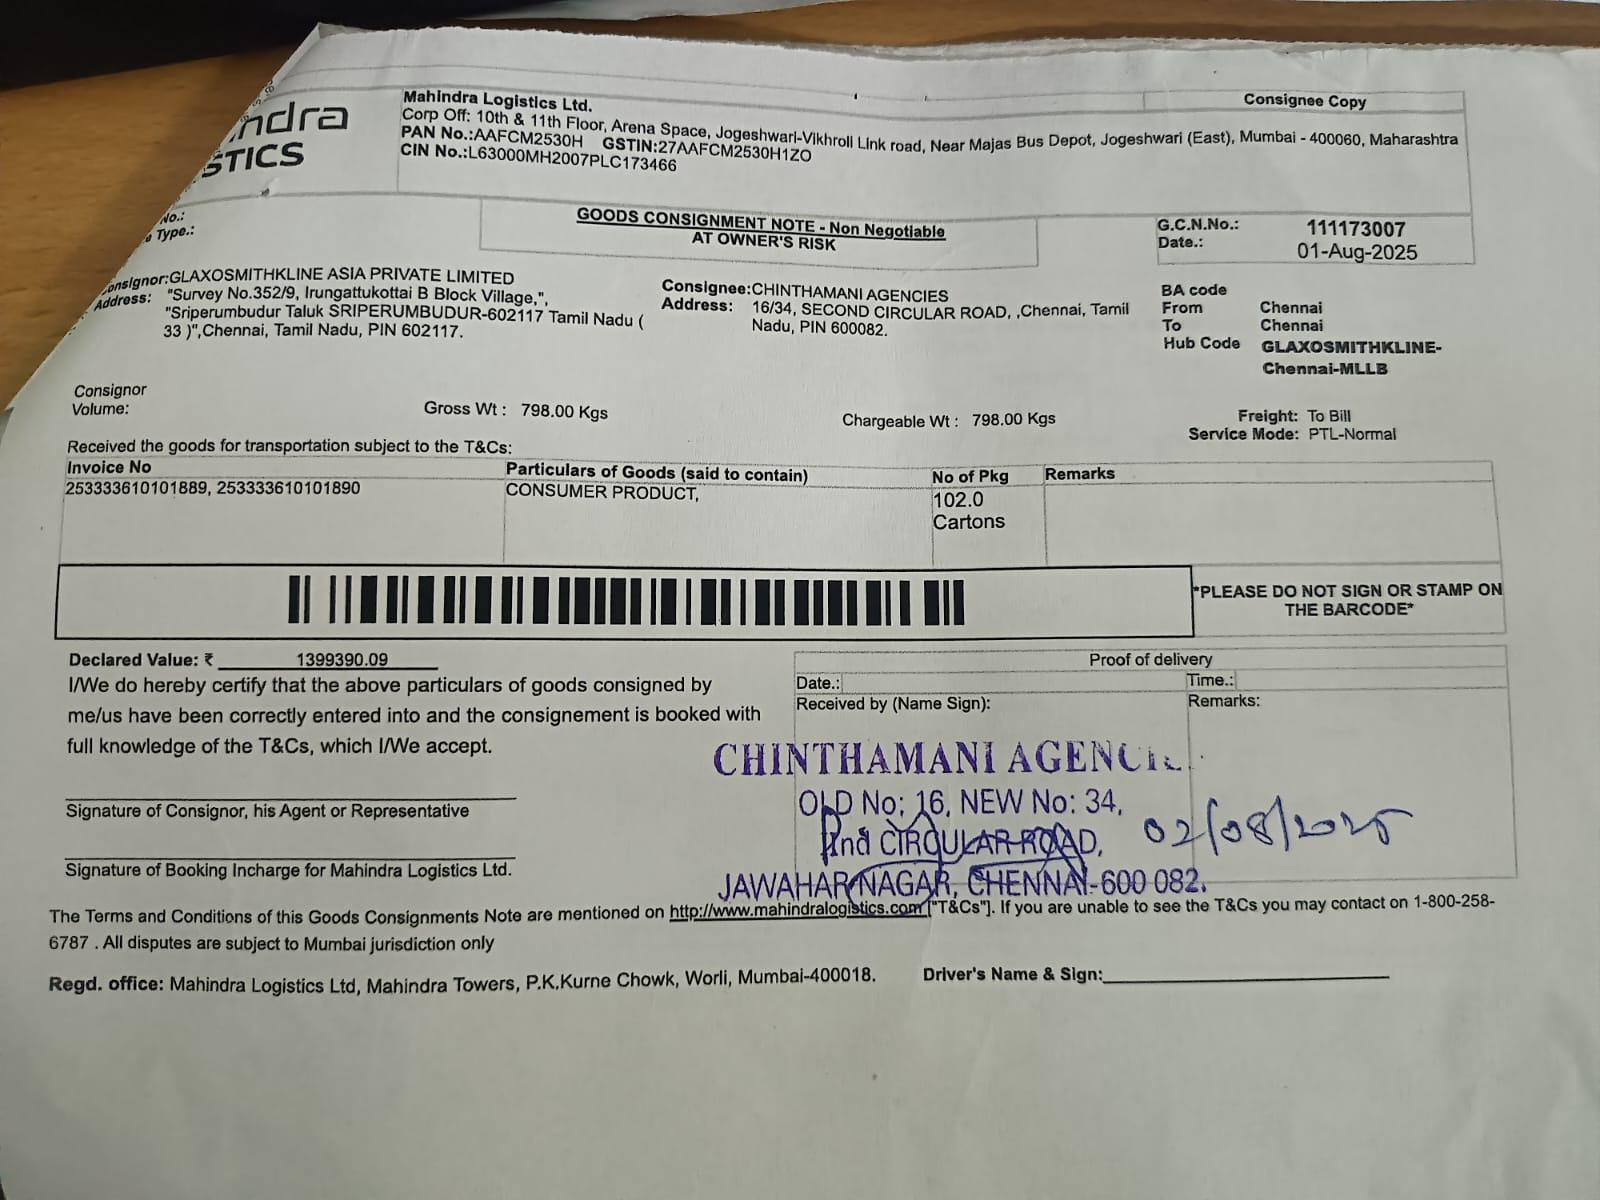 ndra
STICS
Mahindra Logistics Ltd.
Corp Off: 10th & 11th Floor, Arena Space, Jogeshwari-Vikhroll Link road, Near Majas Bus Depot, Jogeshwari (East), Mumbai - 400060, Maharashtra
PAN No.:AAFCM2530H GSTIN:27AAFCM2530H1ZO
CIN No.:L63000MH2007PLC173466
Consignee Copy
No.:
Type.:
GOODS CONSIGNMENT NOTE - Non Negotiable
AT OWNER'S RISK
G.C.N.No.: 111173007
Date.: 01-Aug-2025
onsignor:GLAXOSMITHKLINE ASIA PRIVATE LIMITED
Address: "Survey No.352/9, Irungattukottai B Block Village,",
"Sriperumbudur Taluk SRIPERUMBUDUR-602117 Tamil Nadu (
33 )",Chennai, Tamil Nadu, PIN 602117.
Consignee:CHINTHAMANI AGENCIES
Address: 16/34, SECOND CIRCULAR ROAD, ,Chennai, Tamil
Nadu, PIN 600082.
BA code
From Chennai
To Chennai
Hub Code GLAXOSMITHKLINE-
Chennai-MLLB
Consignor
Volume:
Gross Wt : 798.00 Kgs
Chargeable Wt : 798.00 Kgs
Freight: To Bill
Service Mode: PTL-Normal
Received the goods for transportation subject to the T&Cs:
Invoice No Particulars of Goods (said to contain) No of Pkg Remarks
253333610101889, 253333610101890 CONSUMER PRODUCT, 102.0
Cartons
*PLEASE DO NOT SIGN OR STAMP ON
THE BARCODE*
Declared Value: ₹ 1399390.09
I/We do hereby certify that the above particulars of goods consigned by
me/us have been correctly entered into and the consignement is booked with
full knowledge of the T&Cs, which I/We accept.
Signature of Consignor, his Agent or Representative
Signature of Booking Incharge for Mahindra Logistics Ltd.
Proof of delivery
Date.: Time.:
Received by (Name Sign): Remarks:
CHINTHAMANI AGENCI
OLD No: 16, NEW No: 34,
IInd CIRCULAR ROAD,
JAWAHAR NAGAR, CHENNAI-600 082.
02/08/2025
The Terms and Conditions of this Goods Consignments Note are mentioned on http://www.mahindralogistics.com ["T&Cs"]. If you are unable to see the T&Cs you may contact on 1-800-258-
6787 . All disputes are subject to Mumbai jurisdiction only
Regd. office: Mahindra Logistics Ltd, Mahindra Towers, P.K.Kurne Chowk, Worli, Mumbai-400018.
Driver's Name & Sign: